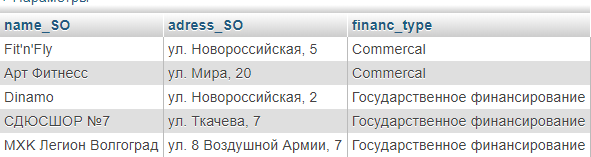 Параметры
name_SO adress_SO financ_type
Fit'n'Fly ул. Новороссийская, 5 Commercal
Арт Фитнесс ул. Мира, 20 Commercal
Dinamo ул. Новороссийская, 2 Государственное финансирование
СДЮСШОР №7 ул. Ткачева, 7 Государственное финансирование
МХК Легион Волгоград ул. 8 Воздушной Армии, 7 Государственное финансирование